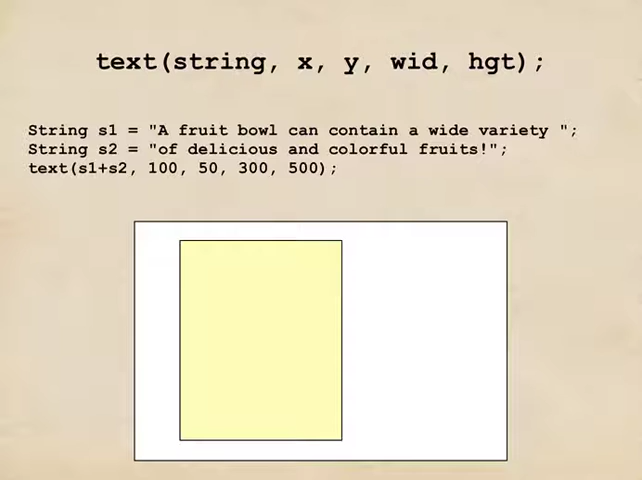 text(string, x, y, wid, hgt);
String s1 = "A fruit bowl can contain a wide variety ";
String s2 = "of delicious and colorful fruits!";
text(s1+s2, 100, 50, 300, 500);